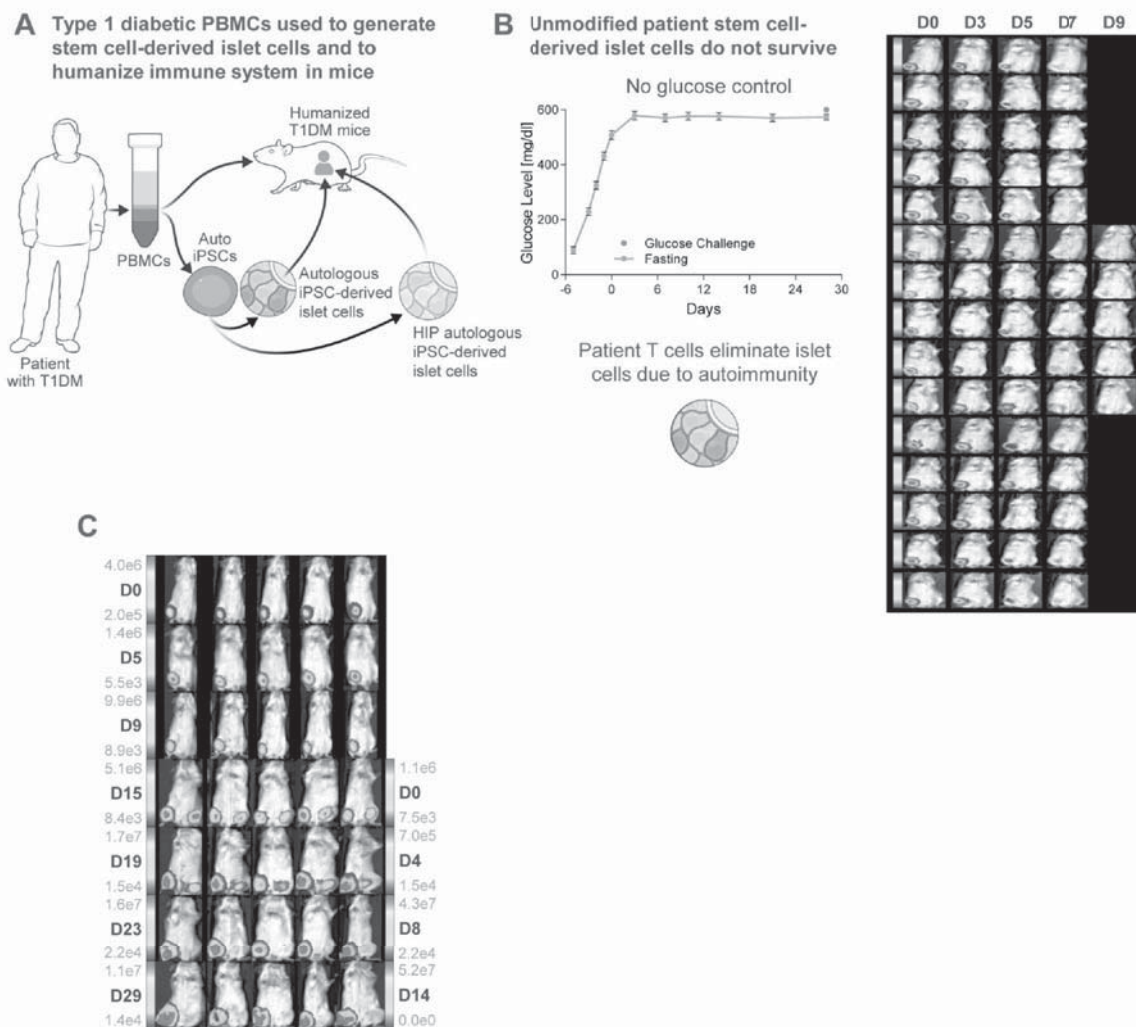 A Type 1 diabetic PBMCs used to generate
stem cell-derived islet cells and to
humanize immune system in mice
Humanized
T1DM mice
PBMCs
Auto
iPSCs
Autologous
iPSC-derived
islet cells
HIP autologous
iPSC-derived
islet cells
Patient
with T1DM
B Unmodified patient stem cell-
derived islet cells do not survive
No glucose control
Glucose Level [mg/dl]
600
400
200
0
Glucose Challenge
Fasting
-6 0 6 12 18 24 30
Days
Patient T cells eliminate islet
cells due to autoimmunity
D0 D3 D5 D7 D9
C
4.0e6
D0
2.0e5
1.4e6
D5
5.5e3
9.9e6
D9
8.9e3
5.1e6
D15
8.4e3
1.7e7
D19
1.5e4
1.6e7
D23
2.2e4
1.1e7
D29
1.4e4
1.1e6
D0
7.5e3
7.0e5
D4
1.5e4
4.3e7
D8
2.2e4
5.2e7
D14
0.0e0